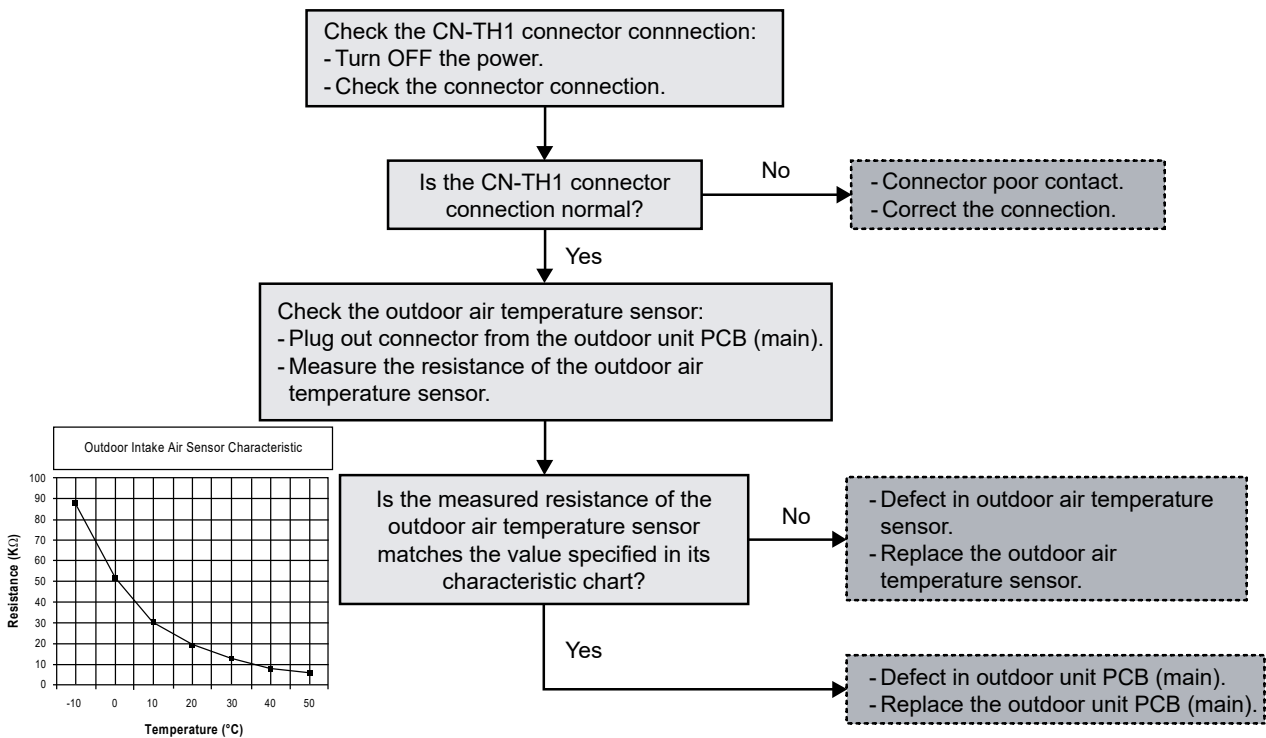 Check the CN-TH1 connector connnection:
- Turn OFF the power.
- Check the connector connection.
Is the CN-TH1 connector
connection normal?
No
- Connector poor contact.
- Correct the connection.
Yes
Check the outdoor air temperature sensor:
- Plug out connector from the outdoor unit PCB (main).
- Measure the resistance of the outdoor air
temperature sensor.
Outdoor Intake Air Sensor Characteristic
Resistance (KΩ)
100
90
80
70
60
50
40
30
20
10
0
-10 0 10 20 30 40 50
Temperature (°C)
Is the measured resistance of the
outdoor air temperature sensor
matches the value specified in its
characteristic chart?
No
- Defect in outdoor air temperature
sensor.
- Replace the outdoor air
temperature sensor.
Yes
- Defect in outdoor unit PCB (main).
- Replace the outdoor unit PCB (main).